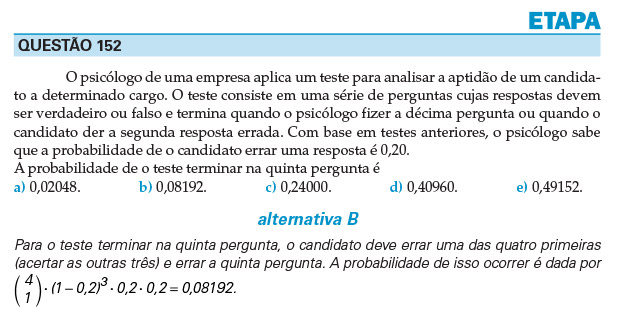 ETAPA
QUESTÃO 152
O psicólogo de uma empresa aplica um teste para analisar a aptidão de um candida-
to a determinado cargo. O teste consiste em uma série de perguntas cujas respostas devem
ser verdadeiro ou falso e termina quando o psicólogo fizer a décima pergunta ou quando o
candidato der a segunda resposta errada. Com base em testes anteriores, o psicólogo sabe
que a probabilidade de o candidato errar uma resposta é 0,20.
A probabilidade de o teste terminar na quinta pergunta é
a) 0,02048. b) 0,08192. c) 0,24000. d) 0,40960. e) 0,49152.
alternativa B
Para o teste terminar na quinta pergunta, o candidato deve errar uma das quatro primeiras
(acertar as outras três) e errar a quinta pergunta. A probabilidade de isso ocorrer é dada por
(4 1) · (1 − 0,2)³ · 0,2 · 0,2 = 0,08192.